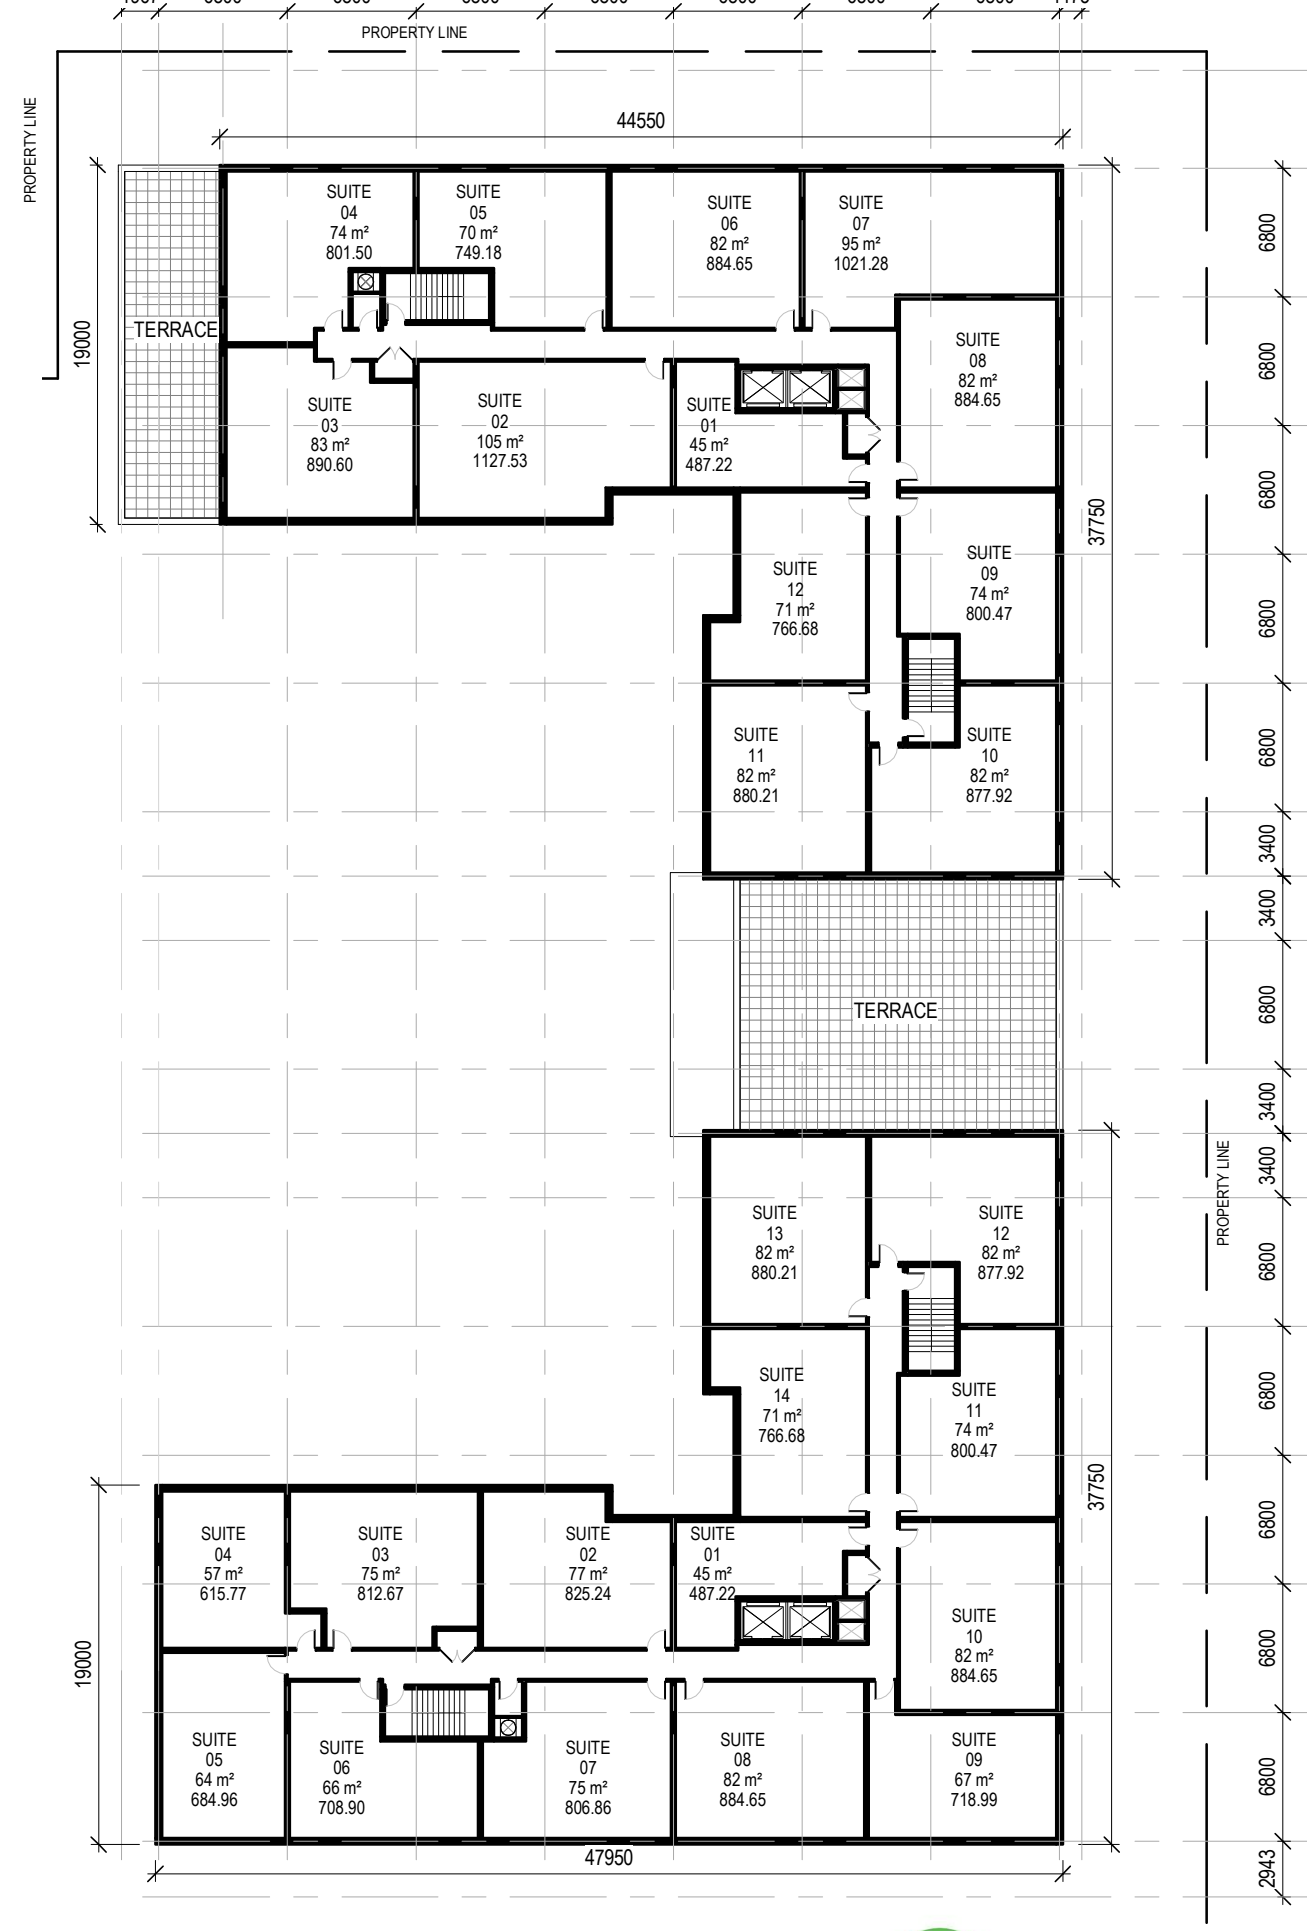 PROPERTY LINE
PROPERTY LINE
44550
19000
TERRACE
SUITE
04
74 m²
801.50
SUITE
05
70 m²
749.18
SUITE
06
82 m²
884.65
SUITE
07
95 m²
1021.28
SUITE
08
82 m²
884.65
SUITE
03
83 m²
890.60
SUITE
02
105 m²
1127.53
SUITE
01
45 m²
487.22
SUITE
12
71 m²
766.68
SUITE
09
74 m²
800.47
SUITE
11
82 m²
880.21
SUITE
10
82 m²
877.92
37750
TERRACE
SUITE
13
82 m²
880.21
SUITE
12
82 m²
877.92
SUITE
14
71 m²
766.68
SUITE
11
74 m²
800.47
37750
19000
SUITE
04
57 m²
615.77
SUITE
03
75 m²
812.67
SUITE
02
77 m²
825.24
SUITE
01
45 m²
487.22
SUITE
10
82 m²
884.65
SUITE
05
64 m²
684.96
SUITE
06
66 m²
708.90
SUITE
07
75 m²
806.86
SUITE
08
82 m²
884.65
SUITE
09
67 m²
718.99
47950
PROPERTY LINE
6800
6800
6800
6800
6800
3400
3400
6800
3400
3400
6800
6800
6800
6800
6800
2943